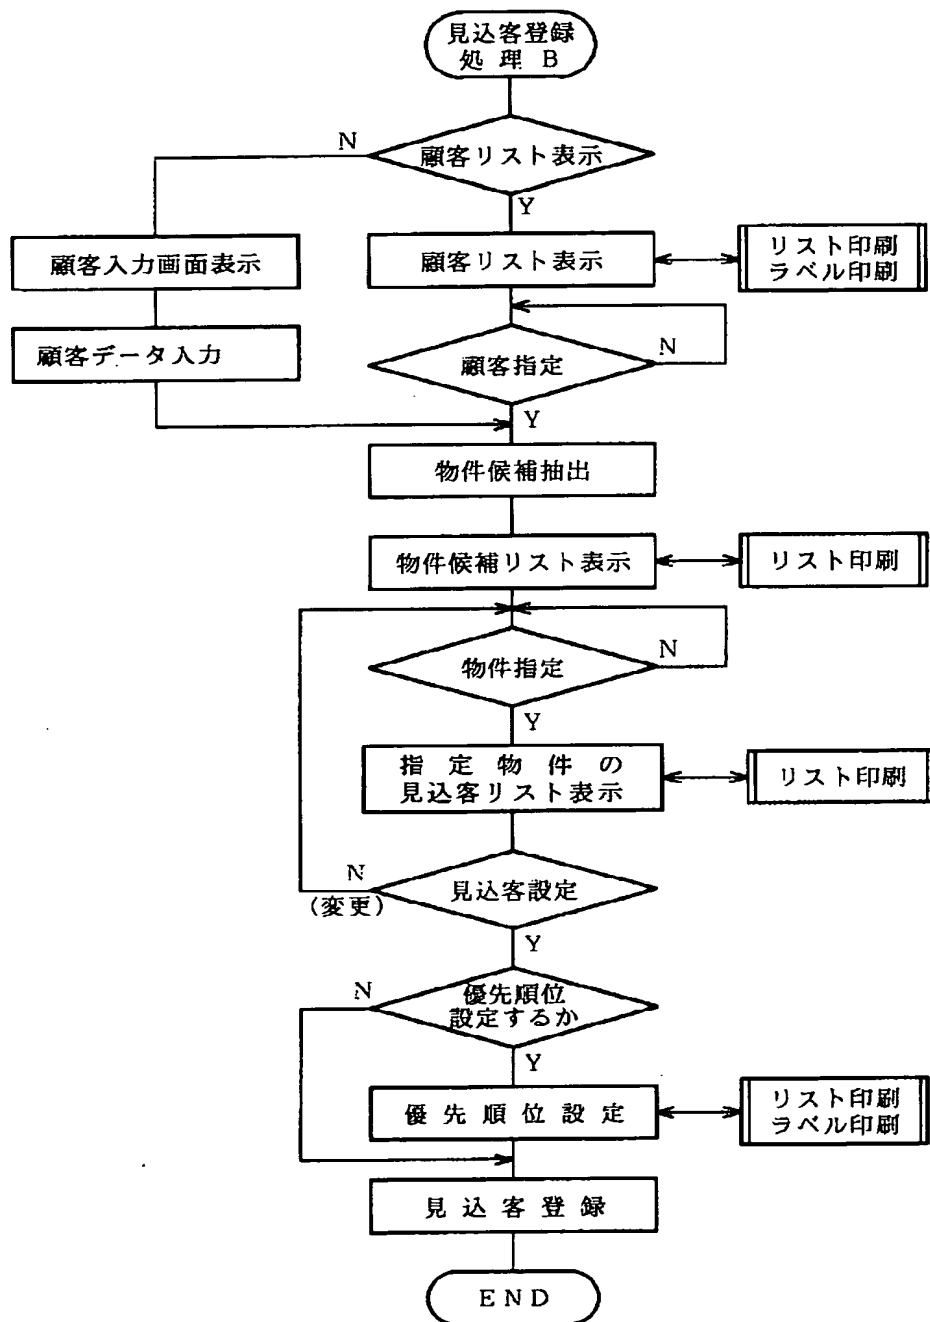 見込客登録
処理 B
N
顧客リスト表示
Y
顧客入力画面表示
顧客リスト表示
リスト印刷
ラベル印刷
顧客データ入力
顧客指定
N
Y
物件候補抽出
物件候補リスト表示
リスト印刷
物件指定
N
Y
指定物件の
見込客リスト表示
リスト印刷
N
(変更)
見込客設定
Y
N
優先順位
設定するか
Y
優先順位設定
リスト印刷
ラベル印刷
見込客登録
END